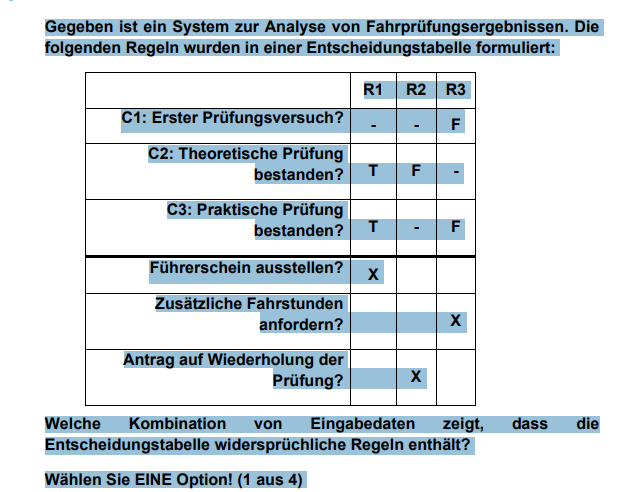 Gegeben ist ein System zur Analyse von Fahrprüfungsergebnissen. Die
folgenden Regeln wurden in einer Entscheidungstabelle formuliert:
R1 R2 R3
C1: Erster Prüfungsversuch? - - F
C2: Theoretische Prüfung
bestanden? T F -
C3: Praktische Prüfung
bestanden? T - F
Führerschein ausstellen? X
Zusätzliche Fahrstunden
anfordern? X
Antrag auf Wiederholung der
Prüfung? X
Welche Kombination von Eingabedaten zeigt, dass die
Entscheidungstabelle widersprüchliche Regeln enthält?
Wählen Sie EINE Option! (1 aus 4)